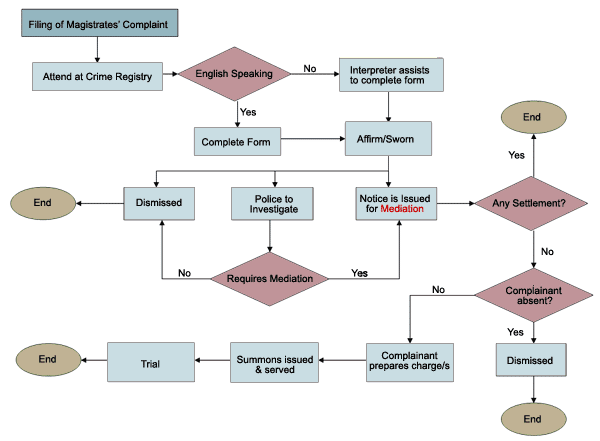 Filing of Magistrates' Complaint
Attend at Crime Registry
English Speaking
No
Interpreter assists
to complete form
Yes
Complete Form
Affirm/Sworn
End
Yes
End
Dismissed
Police to
Investigate
Notice is Issued
for Mediation
Any Settlement?
No
Requires Mediation
Yes
No
No
Complainant
absent?
Yes
End
Trial
Summons issued
& served
Complainant
prepares charge/s
Dismissed
End